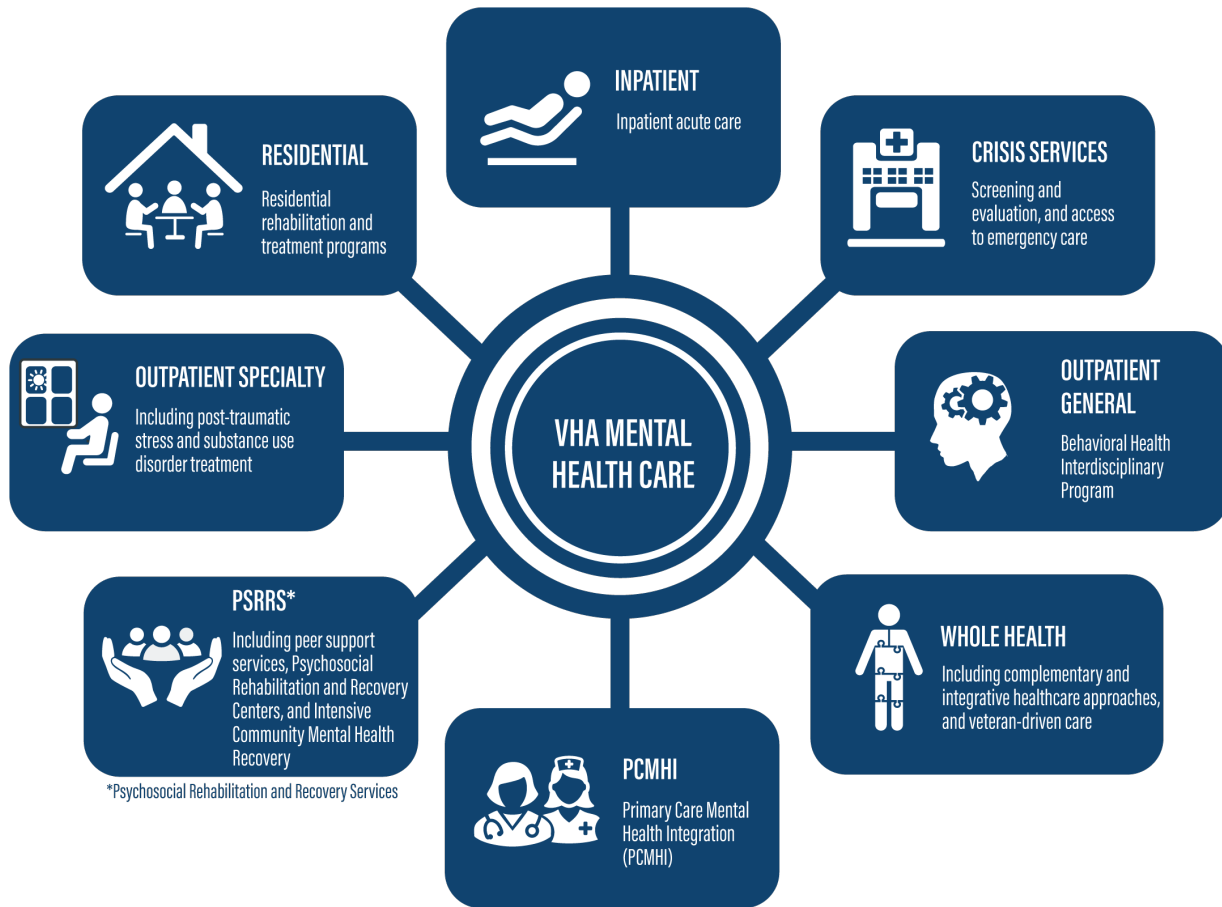 INPATIENT
Inpatient acute care
RESIDENTIAL
Residential
rehabilitation and
treatment programs
CRISIS SERVICES
Screening and
evaluation, and access
to emergency care
OUTPATIENT SPECIALTY
Including post-traumatic
stress and substance use
disorder treatment
VHA MENTAL
HEALTH CARE
OUTPATIENT
GENERAL
Behavioral Health
Interdisciplinary
Program
PSRRS*
Including peer support
services, Psychosocial
Rehabilitation and Recovery
Centers, and Intensive
Community Mental Health
Recovery
*Psychosocial Rehabilitation and Recovery Services
WHOLE HEALTH
Including complementary and
integrative healthcare approaches,
and veteran-driven care
PCMHI
Primary Care Mental
Health Integration
(PCMHI)